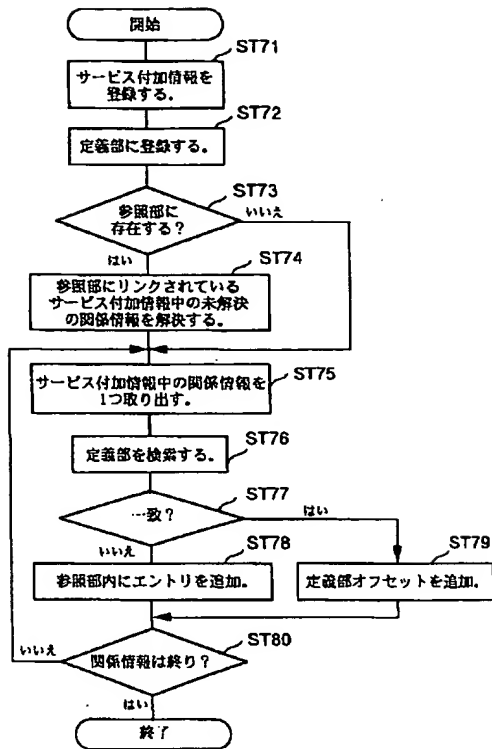 開始
ST71
サービス付加情報を
登録する。
ST72
定義部に登録する。
ST73
参照部に
存在する？
いいえ
はい
ST74
参照部にリンクされている
サービス付加情報中の未解決
の関係情報を解決する。
ST75
サービス付加情報中の関係情報を
1つ取り出す。
ST76
定義部を検索する。
ST77
一致？
はい
いいえ
ST78
参照部内にエントリを追加。
ST79
定義部オフセットを追加。
ST80
いいえ
関係情報は終り？
はい
終了